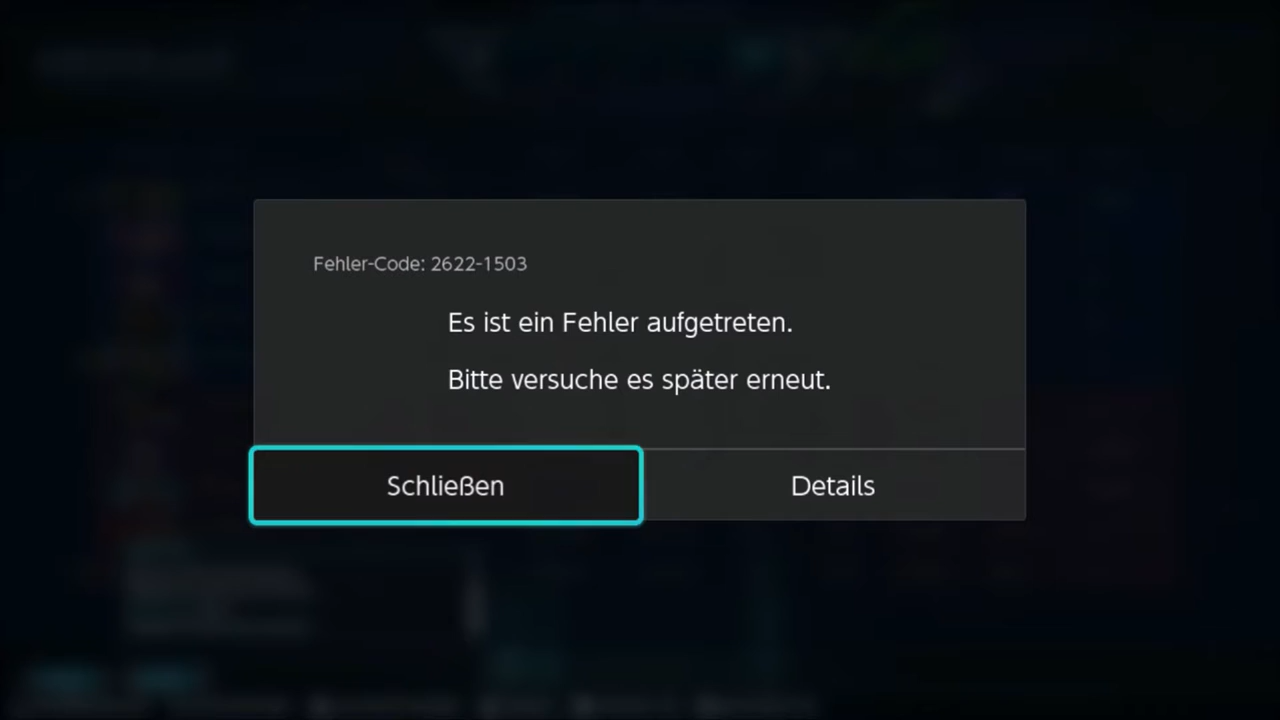 Fehler-Code: 2622-1503
Es ist ein Fehler aufgetreten.
Bitte versuche es später erneut.
Schließen
Details